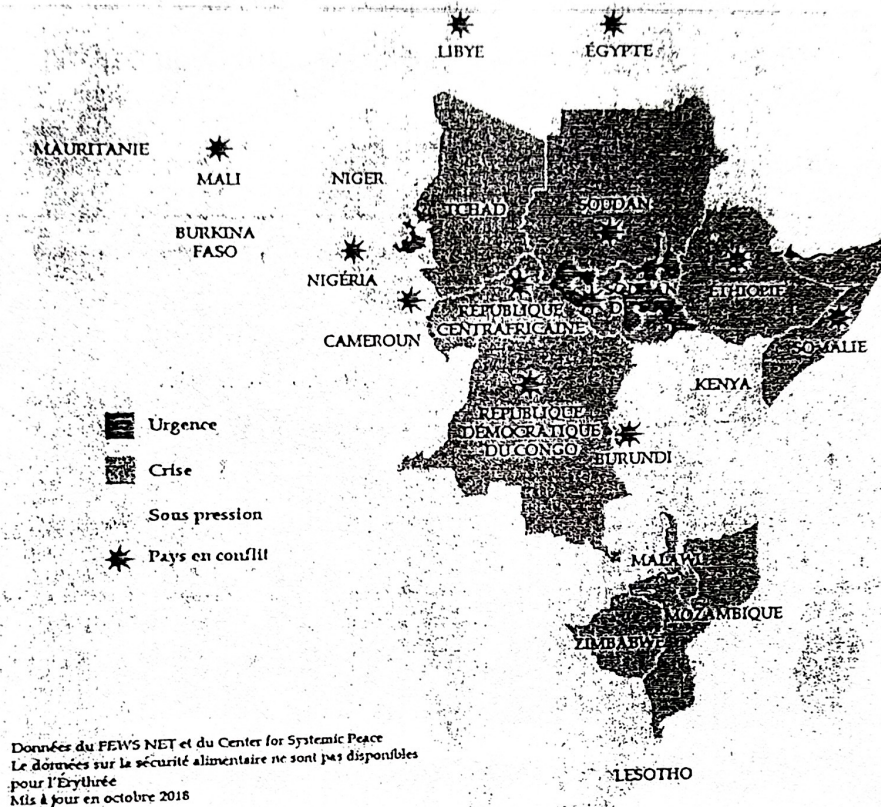 LIBYE
ÉGYPTE
MAURITANIE
MALI
NIGER
TCHAD
SOUDAN
BURKINA
FASO
NIGÉRIA
ÉTHIOPIE
RÉPUBLIQUE
CENTRAFRICAINE
CAMEROUN
SOMALIE
KENYA
RÉPUBLIQUE
DÉMOCRATIQUE
DU CONGO
BURUNDI
Urgence
Crise
Sous pression
Pays en conflit
MALAWI
MOZAMBIQUE
ZIMBABWE
LESOTHO
Données du FEWS NET et du Center for Systemic Peace
Le données sur la sécurité alimentaire ne sont pas disponibles
pour l'Érythrée
Mis à jour en octobre 2018